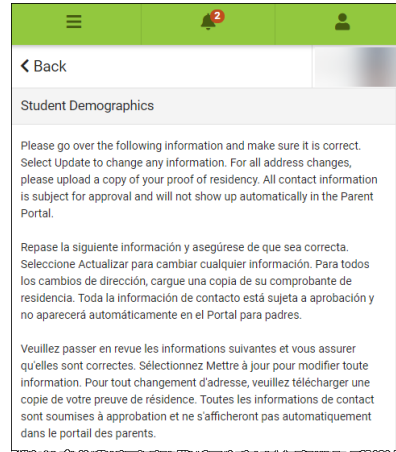 2
Back
Student Demographics
Please go over the following information and make sure it is correct.
Select Update to change any information. For all address changes,
please upload a copy of your proof of residency. All contact information
is subject for approval and will not show up automatically in the Parent
Portal.
Repase la siguiente información y asegúrese de que sea correcta.
Seleccione Actualizar para cambiar cualquier información. Para todos
los cambios de dirección, cargue una copia de su comprobante de
residencia. Toda la información de contacto está sujeta a aprobación y
no aparecerá automáticamente en el Portal para padres.
Veuillez passer en revue les informations suivantes et vous assurer
qu'elles sont correctes. Sélectionnez Mettre à jour pour modifier toute
information. Pour tout changement d'adresse, veuillez télécharger une
copie de votre preuve de résidence. Toutes les informations de contact
sont soumises à approbation et ne s'afficheront pas automatiquement
dans le portail des parents.